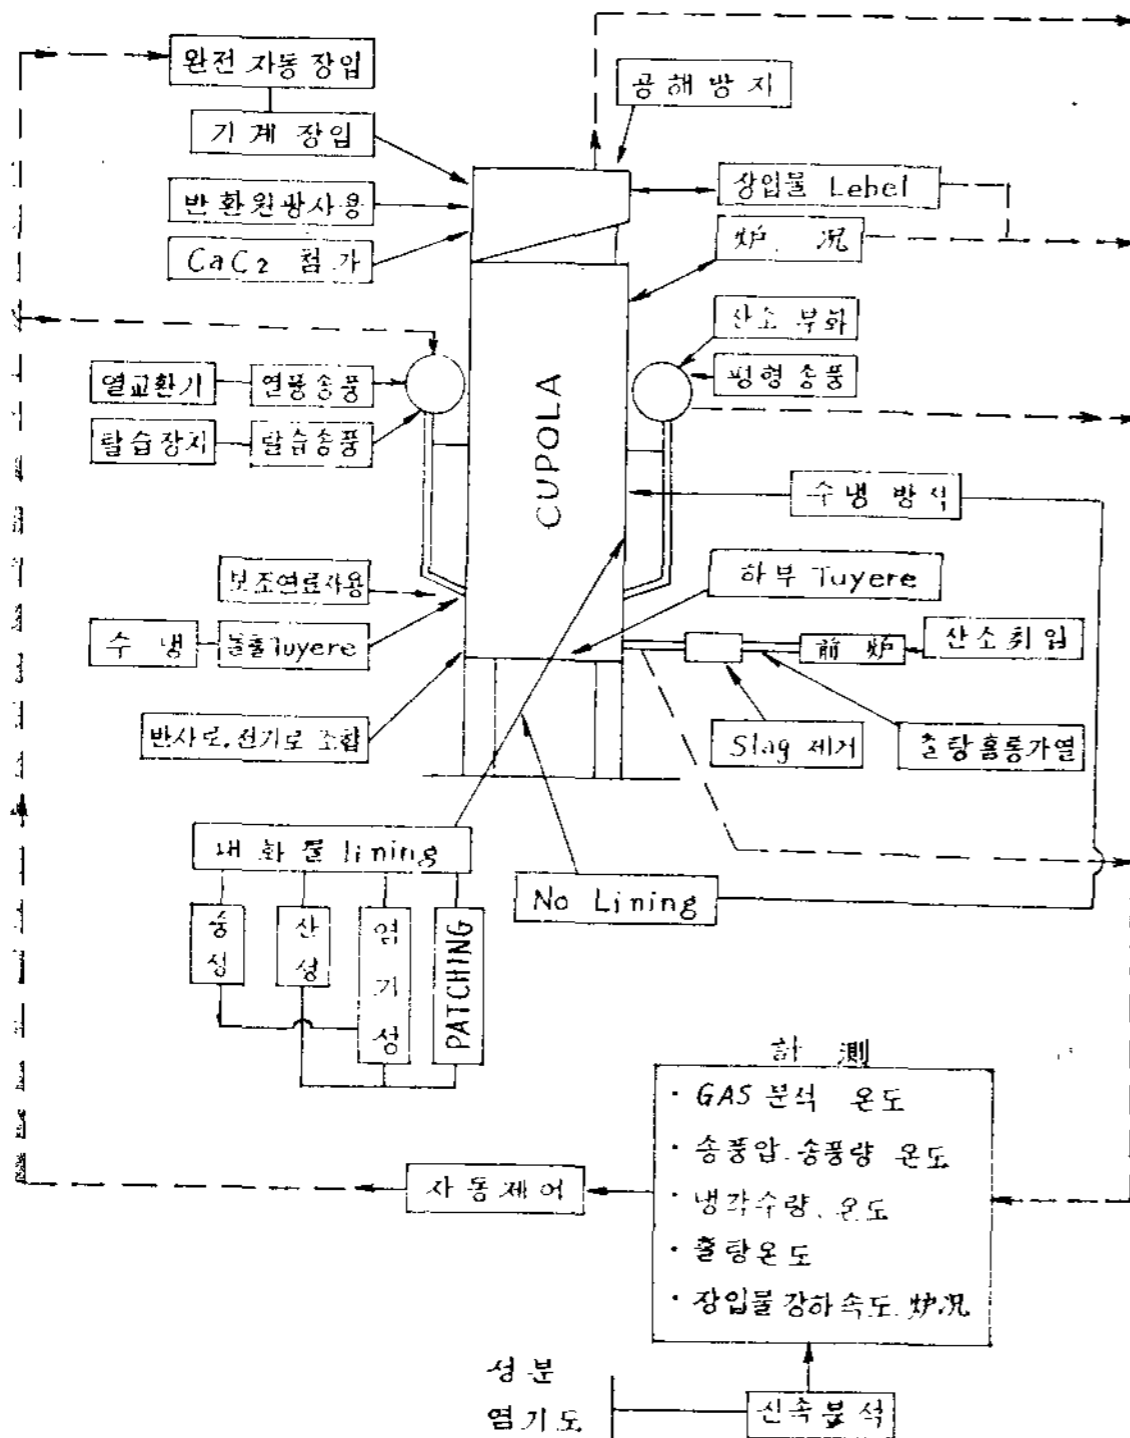 완전 자동 장입
공 해 방 지
기 계 장입
장입물 Lebel
반 환 원 광 사용
炉. 况
CaC₂ 첨가
산소 부화
열교환기
열풍송풍
평형 송풍
탈습장치
탈습송풍
CUPOLA
수 냉 방 식
보조연료사용
하 부 Tuyere
수 냉
돌출Tuyere
前 炉
산소취입
반사로. 전기로 조합
Slag 제거
출탕홈통가열
내 화 물 lining
No Lining
중성
산성
염기성
PATCHING
計 測
· GAS 분석 온도
· 송풍압. 송풍량 온도
· 냉각수량. 온도
· 출탕온도
· 장입물 강하속도. 炉况
자동제어
성 분
염기도
신속분석